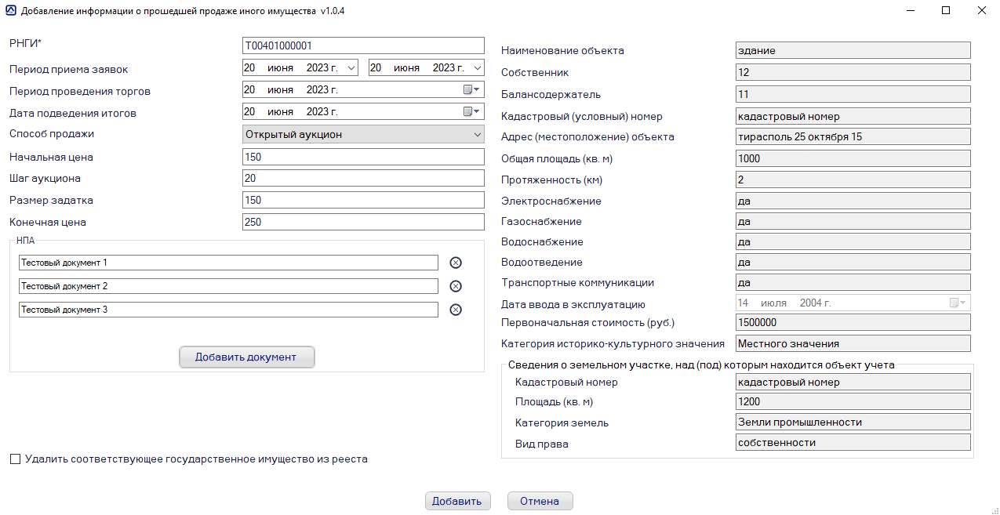 Добавление информации о прошедшей продаже иного имущества v1.0.4
РНГИ* Т00401000001
Период приема заявок 20 июня 2023 г. 20 июня 2023 г.
Период проведения торгов 20 июня 2023 г.
Дата подведения итогов 20 июня 2023 г.
Способ продажи Открытый аукцион
Начальная цена 150
Шаг аукциона 20
Размер задатка 150
Конечная цена 250
НПА
Тестовый документ 1
Тестовый документ 2
Тестовый документ 3
Добавить документ
Удалить соответствующее государственное имущество из рееста
Наименование объекта здание
Собственник 12
Балансодержатель 11
Кадастровый (условный) номер кадастровый номер
Адрес (местоположение) объекта тирасполь 25 октября 15
Общая площадь (кв. м) 1000
Протяженность (км) 2
Электроснабжение да
Газоснабжение да
Водоснабжение да
Водоотведение да
Транспортные коммуникации да
Дата ввода в эксплуатацию 14 июля 2004 г.
Первоначальная стоимость (руб.) 1500000
Категория историко-культурного значения Местного значения
Сведения о земельном участке, над (под) которым находится объект учета
Кадастровый номер кадастровый номер
Площадь (кв. м) 1200
Категория земель Земли промышленности
Вид права собственности
Добавить Отмена